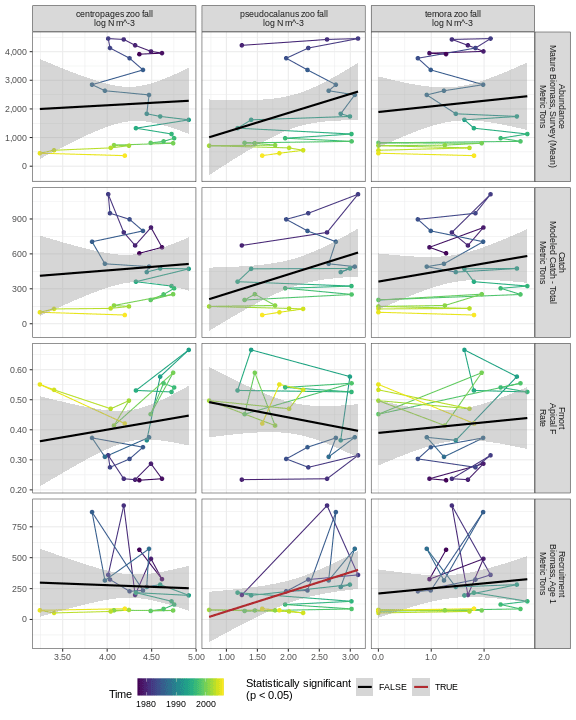 centropages zoo fall
log N m^-3
pseudocalanus zoo fall
log N m^-3
temora zoo fall
log N m^-3
4,000
3,000
2,000
1,000
0
Abundance
Mature Biomass, Survey (Mean)
Metric Tons
900
600
300
0
Catch
Modeled Catch - Total
Metric Tons
0.60
0.50
0.40
0.30
0.20
Fmort
Apical F
Rate
750
500
250
0
Recruitment
Biomass, Age 1
Metric Tons
3.50 4.00 4.50 5.00 1.00 1.50 2.00 2.50 3.00 0.0 1.0 2.0
Time
1980 1990 2000
Statistically significant
(p < 0.05)
FALSE
TRUE